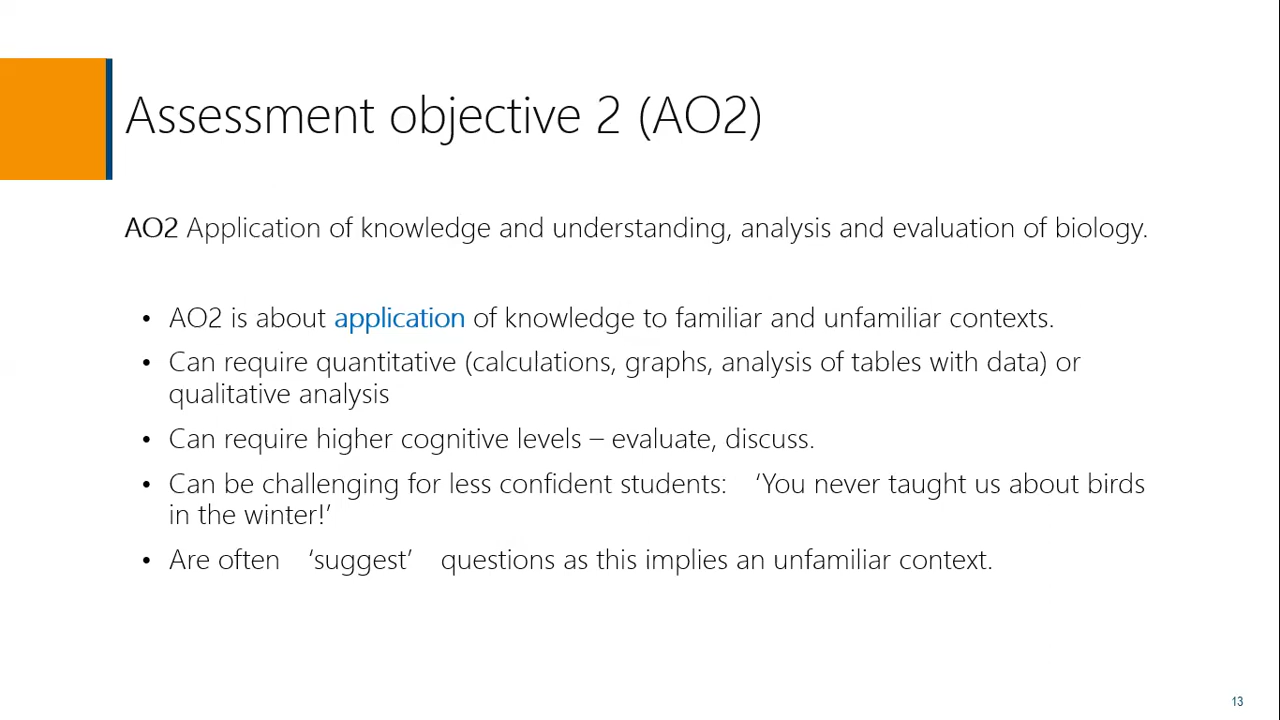 Assessment objective 2 (AO2)
AO2 Application of knowledge and understanding, analysis and evaluation of biology.
• AO2 is about application of knowledge to familiar and unfamiliar contexts.
• Can require quantitative (calculations, graphs, analysis of tables with data) or
qualitative analysis
• Can require higher cognitive levels – evaluate, discuss.
• Can be challenging for less confident students: ‘You never taught us about birds
in the winter!’
• Are often ‘suggest’ questions as this implies an unfamiliar context.
13